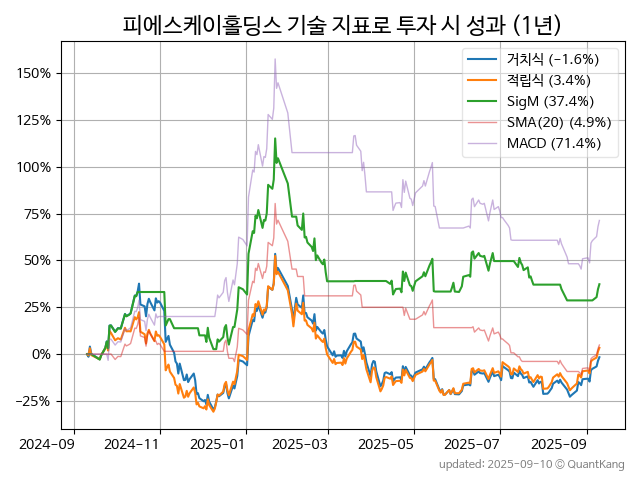 피에스케이홀딩스 기술 지표로 투자 시 성과 (1년)
거치식 (−1.6%)
적립식 (3.4%)
SigM (37.4%)
SMA(20) (4.9%)
MACD (71.4%)
150%
125%
100%
75%
50%
25%
0%
−25%
2024-09 2024-11 2025-01 2025-03 2025-05 2025-07 2025-09
updated: 2025-09-10 © QuantKang